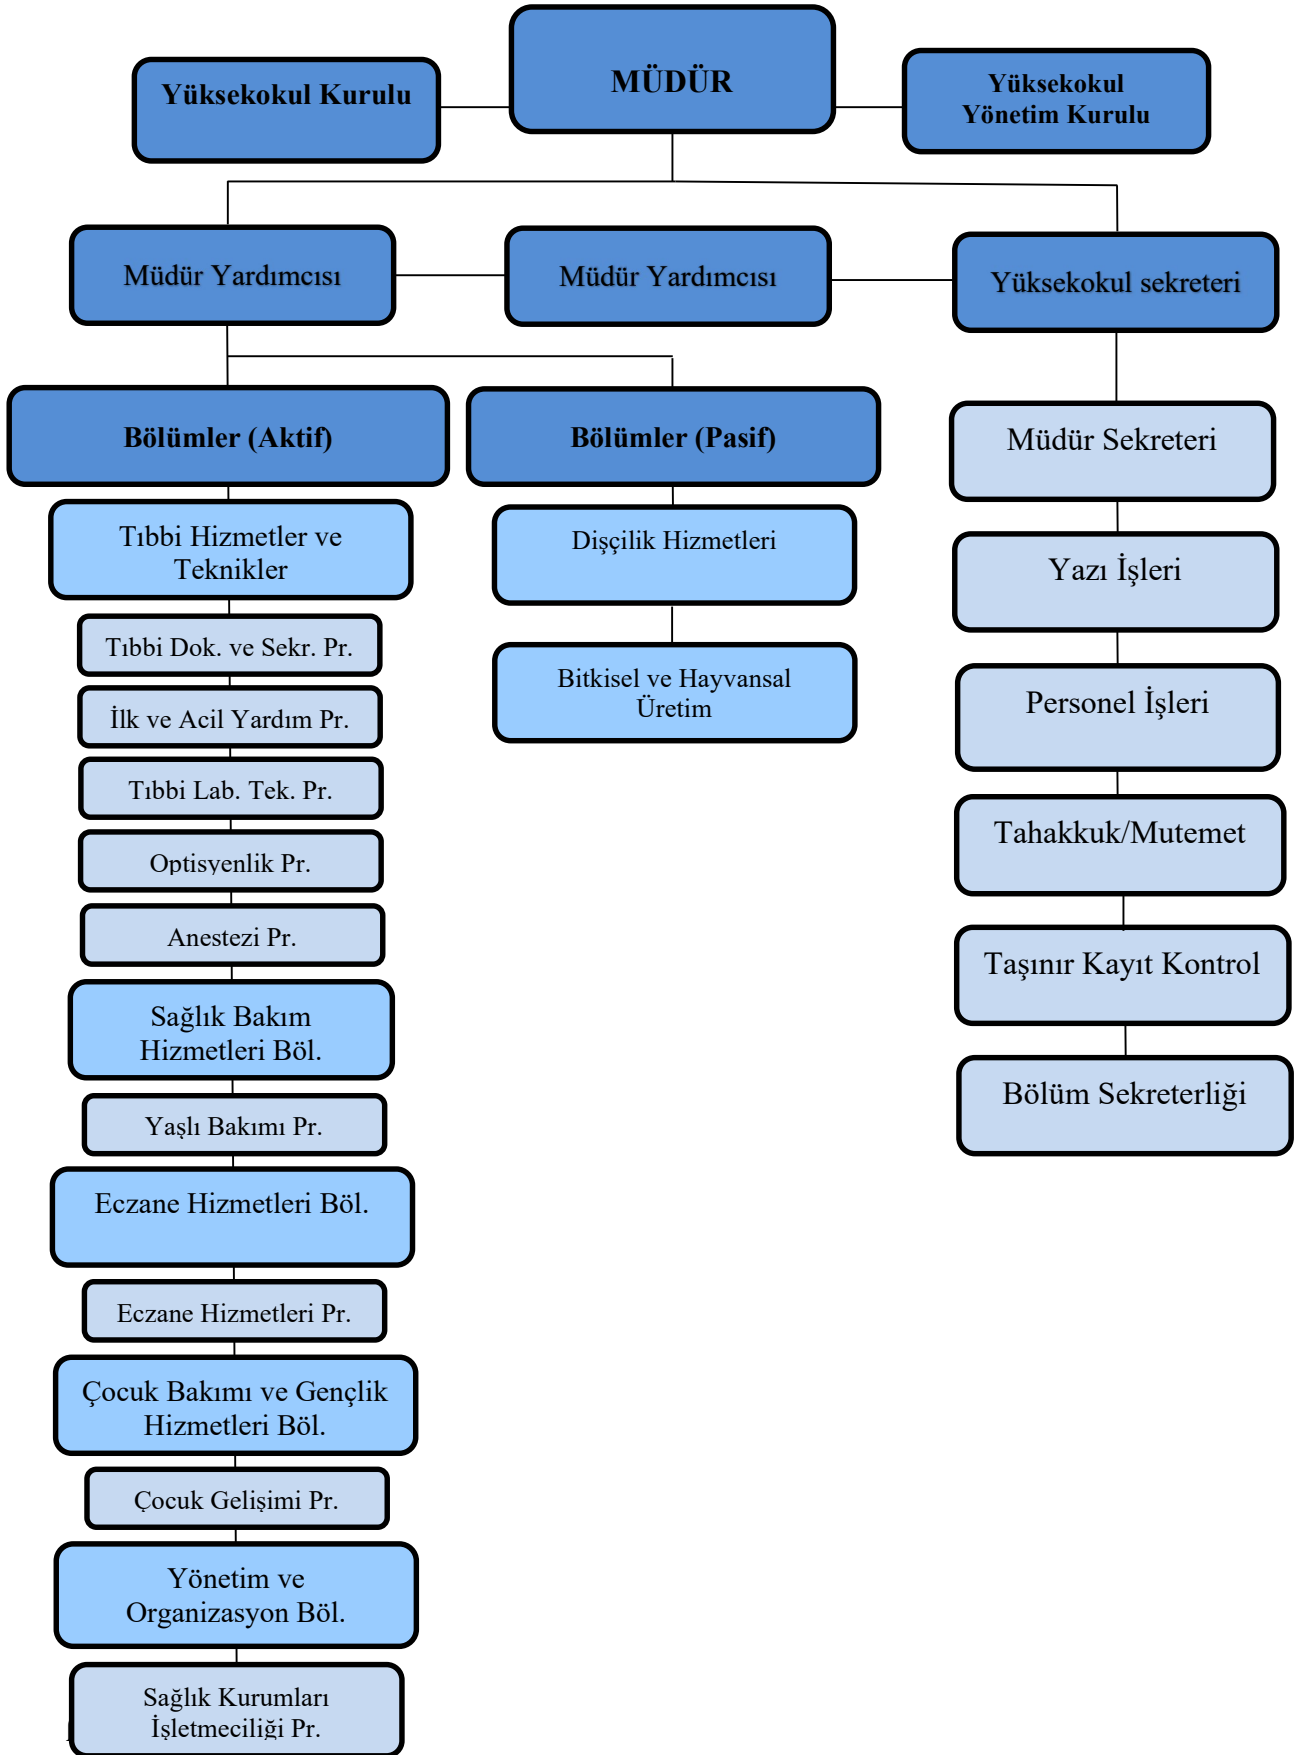 MÜDÜR
Yüksekokul Kurulu
Yüksekokul
Yönetim Kurulu
Müdür Yardımcısı
Müdür Yardımcısı
Yüksekokul sekreteri
Bölümler (Aktif)
Tıbbi Hizmetler ve
Teknikler
Tıbbi Dok. ve Sekr. Pr.
İlk ve Acil Yardım Pr.
Tıbbi Lab. Tek. Pr.
Optisyenlik Pr.
Anestezi Pr.
Sağlık Bakım
Hizmetleri Böl.
Yaşlı Bakımı Pr.
Eczane Hizmetleri Böl.
Eczane Hizmetleri Pr.
Çocuk Bakımı ve Gençlik
Hizmetleri Böl.
Çocuk Gelişimi Pr.
Yönetim ve
Organizasyon Böl.
Sağlık Kurumları
İşletmeciliği Pr.
Bölümler (Pasif)
Dişçilik Hizmetleri
Bitkisel ve Hayvansal
Üretim
Müdür Sekreteri
Yazı İşleri
Personel İşleri
Tahakkuk/Mutemet
Taşınır Kayıt Kontrol
Bölüm Sekreterliği